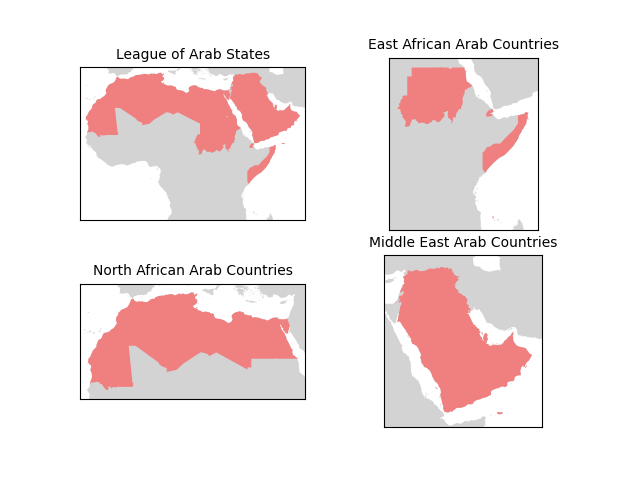 League of Arab States
East African Arab Countries
North African Arab Countries
Middle East Arab Countries